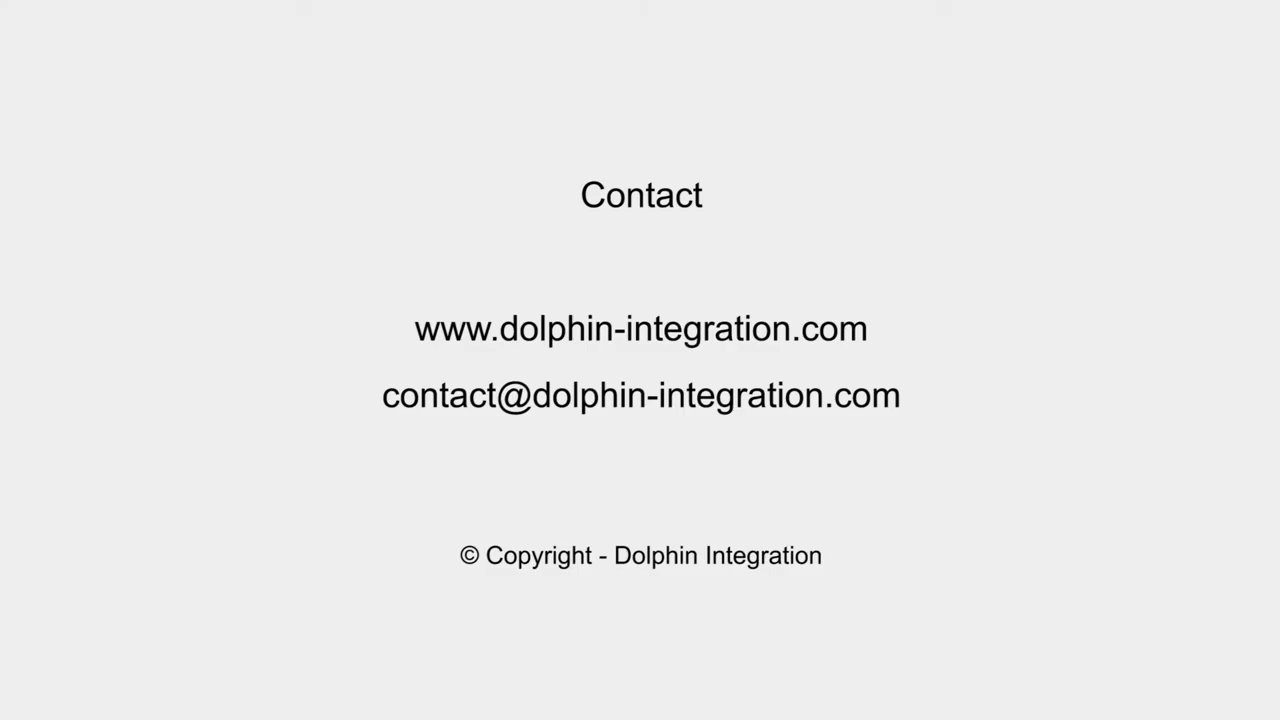 Contact
www.dolphin-integration.com
contact@dolphin-integration.com
© Copyright - Dolphin Integration